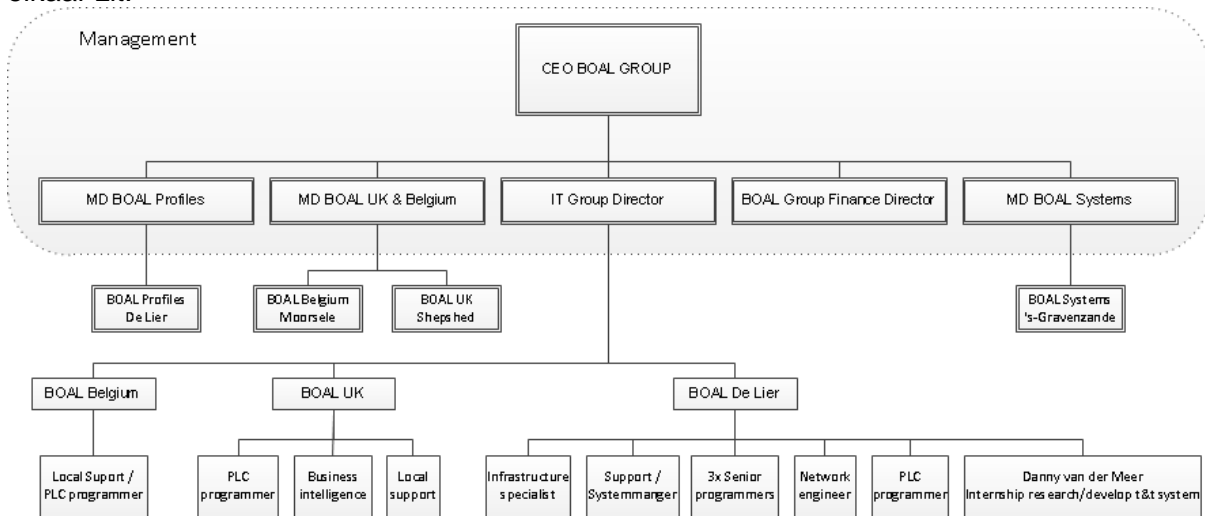 Management
CEO BOAL GROUP
MD BOAL Profiles
MD BOAL UK & Belgium
IT Group Director
BOAL Group Finance Director
MD BOAL Systems
BOAL Profiles
De Lier
BOAL Belgium
Moorsele
BOAL UK
Shepshed
BOAL Systems
's-Gravenzande
BOAL Belgium
BOAL UK
BOAL De Lier
Local Suport /
PLC programmer
PLC
programmer
Business
intelligence
Local
support
Infrastructure
specialist
Support /
Systemmanger
3x Senior
programmers
Network
engineer
PLC
programmer
Danny van der Meer
Internship research/develop t&t system